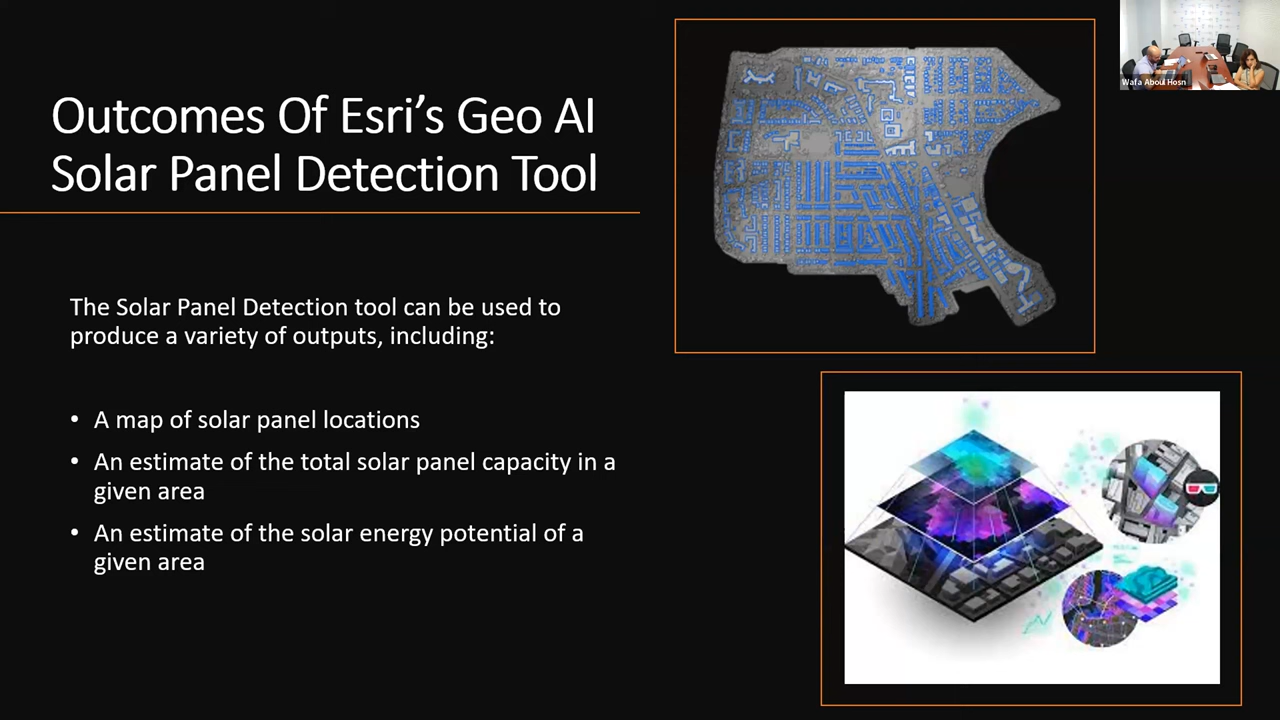 Outcomes Of Esri’s Geo AI
Solar Panel Detection Tool
The Solar Panel Detection tool can be used to
produce a variety of outputs, including:
• A map of solar panel locations
• An estimate of the total solar panel capacity in a
given area
• An estimate of the solar energy potential of a
given area
Wafa Aboul Hosn